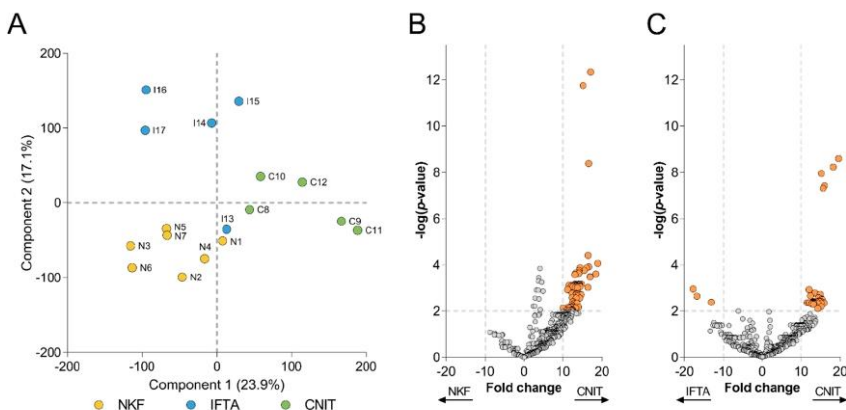 A
B
C
200
100
0
-100
-200
Component 2 (17.1%)
I16
I15
I17
I14
C10
C12
C8
C9
C11
I13
N5
N7
N3
N4
N1
N6
N2
-200 -100 0 100 200
Component 1 (23.9%)
NKF IFTA CNIT
12
10
8
6
4
2
0
-log(p-value)
-20 -10 0 10 20
NKF Fold change CNIT
12
10
8
6
4
2
0
-log(p-value)
-20 -10 0 10 20
IFTA Fold change CNIT